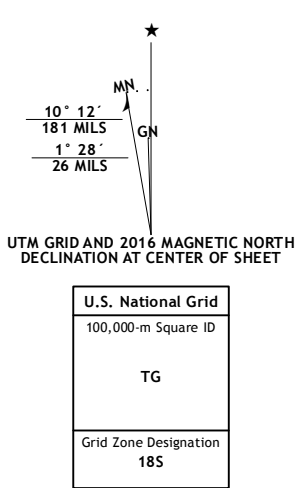 ★
MN
GN
10° 12´
181 MILS
1° 28´
26 MILS
UTM GRID AND 2016 MAGNETIC NORTH
DECLINATION AT CENTER OF SHEET
U.S. National Grid
100,000-m Square ID
TG
Grid Zone Designation
18S